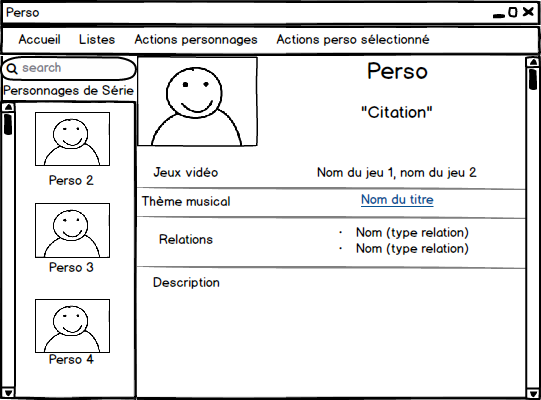 Perso
Accueil Listes Actions personnages Actions perso sélectionné
search
Personnages de Série
Perso 2
Perso 3
Perso 4
Perso
"Citation"
Jeux vidéo Nom du jeu 1, nom du jeu 2
Thème musical Nom du titre
Relations
· Nom (type relation)
· Nom (type relation)
Description